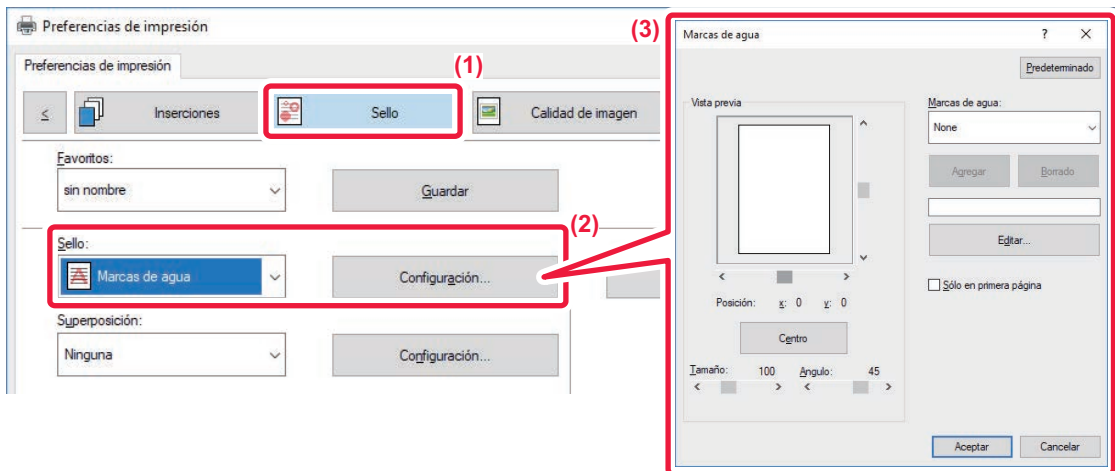 Preferencias de impresión
Preferencias de impresión
(1)
≤ Inserciones Sello Calidad de imagen
Favoritos:
sin nombre Guardar
(2)
Sello:
Marcas de agua Configuración...
Superposición:
Ninguna Configuración...
(3)
Marcas de agua ? ×
Predeterminado
Vista previa
Marcas de agua:
None
Agregar Borrado
Editar...
Sólo en primera página
Posición: x: 0 y: 0
Centro
Tamaño: 100 Angulo: 45
Aceptar Cancelar